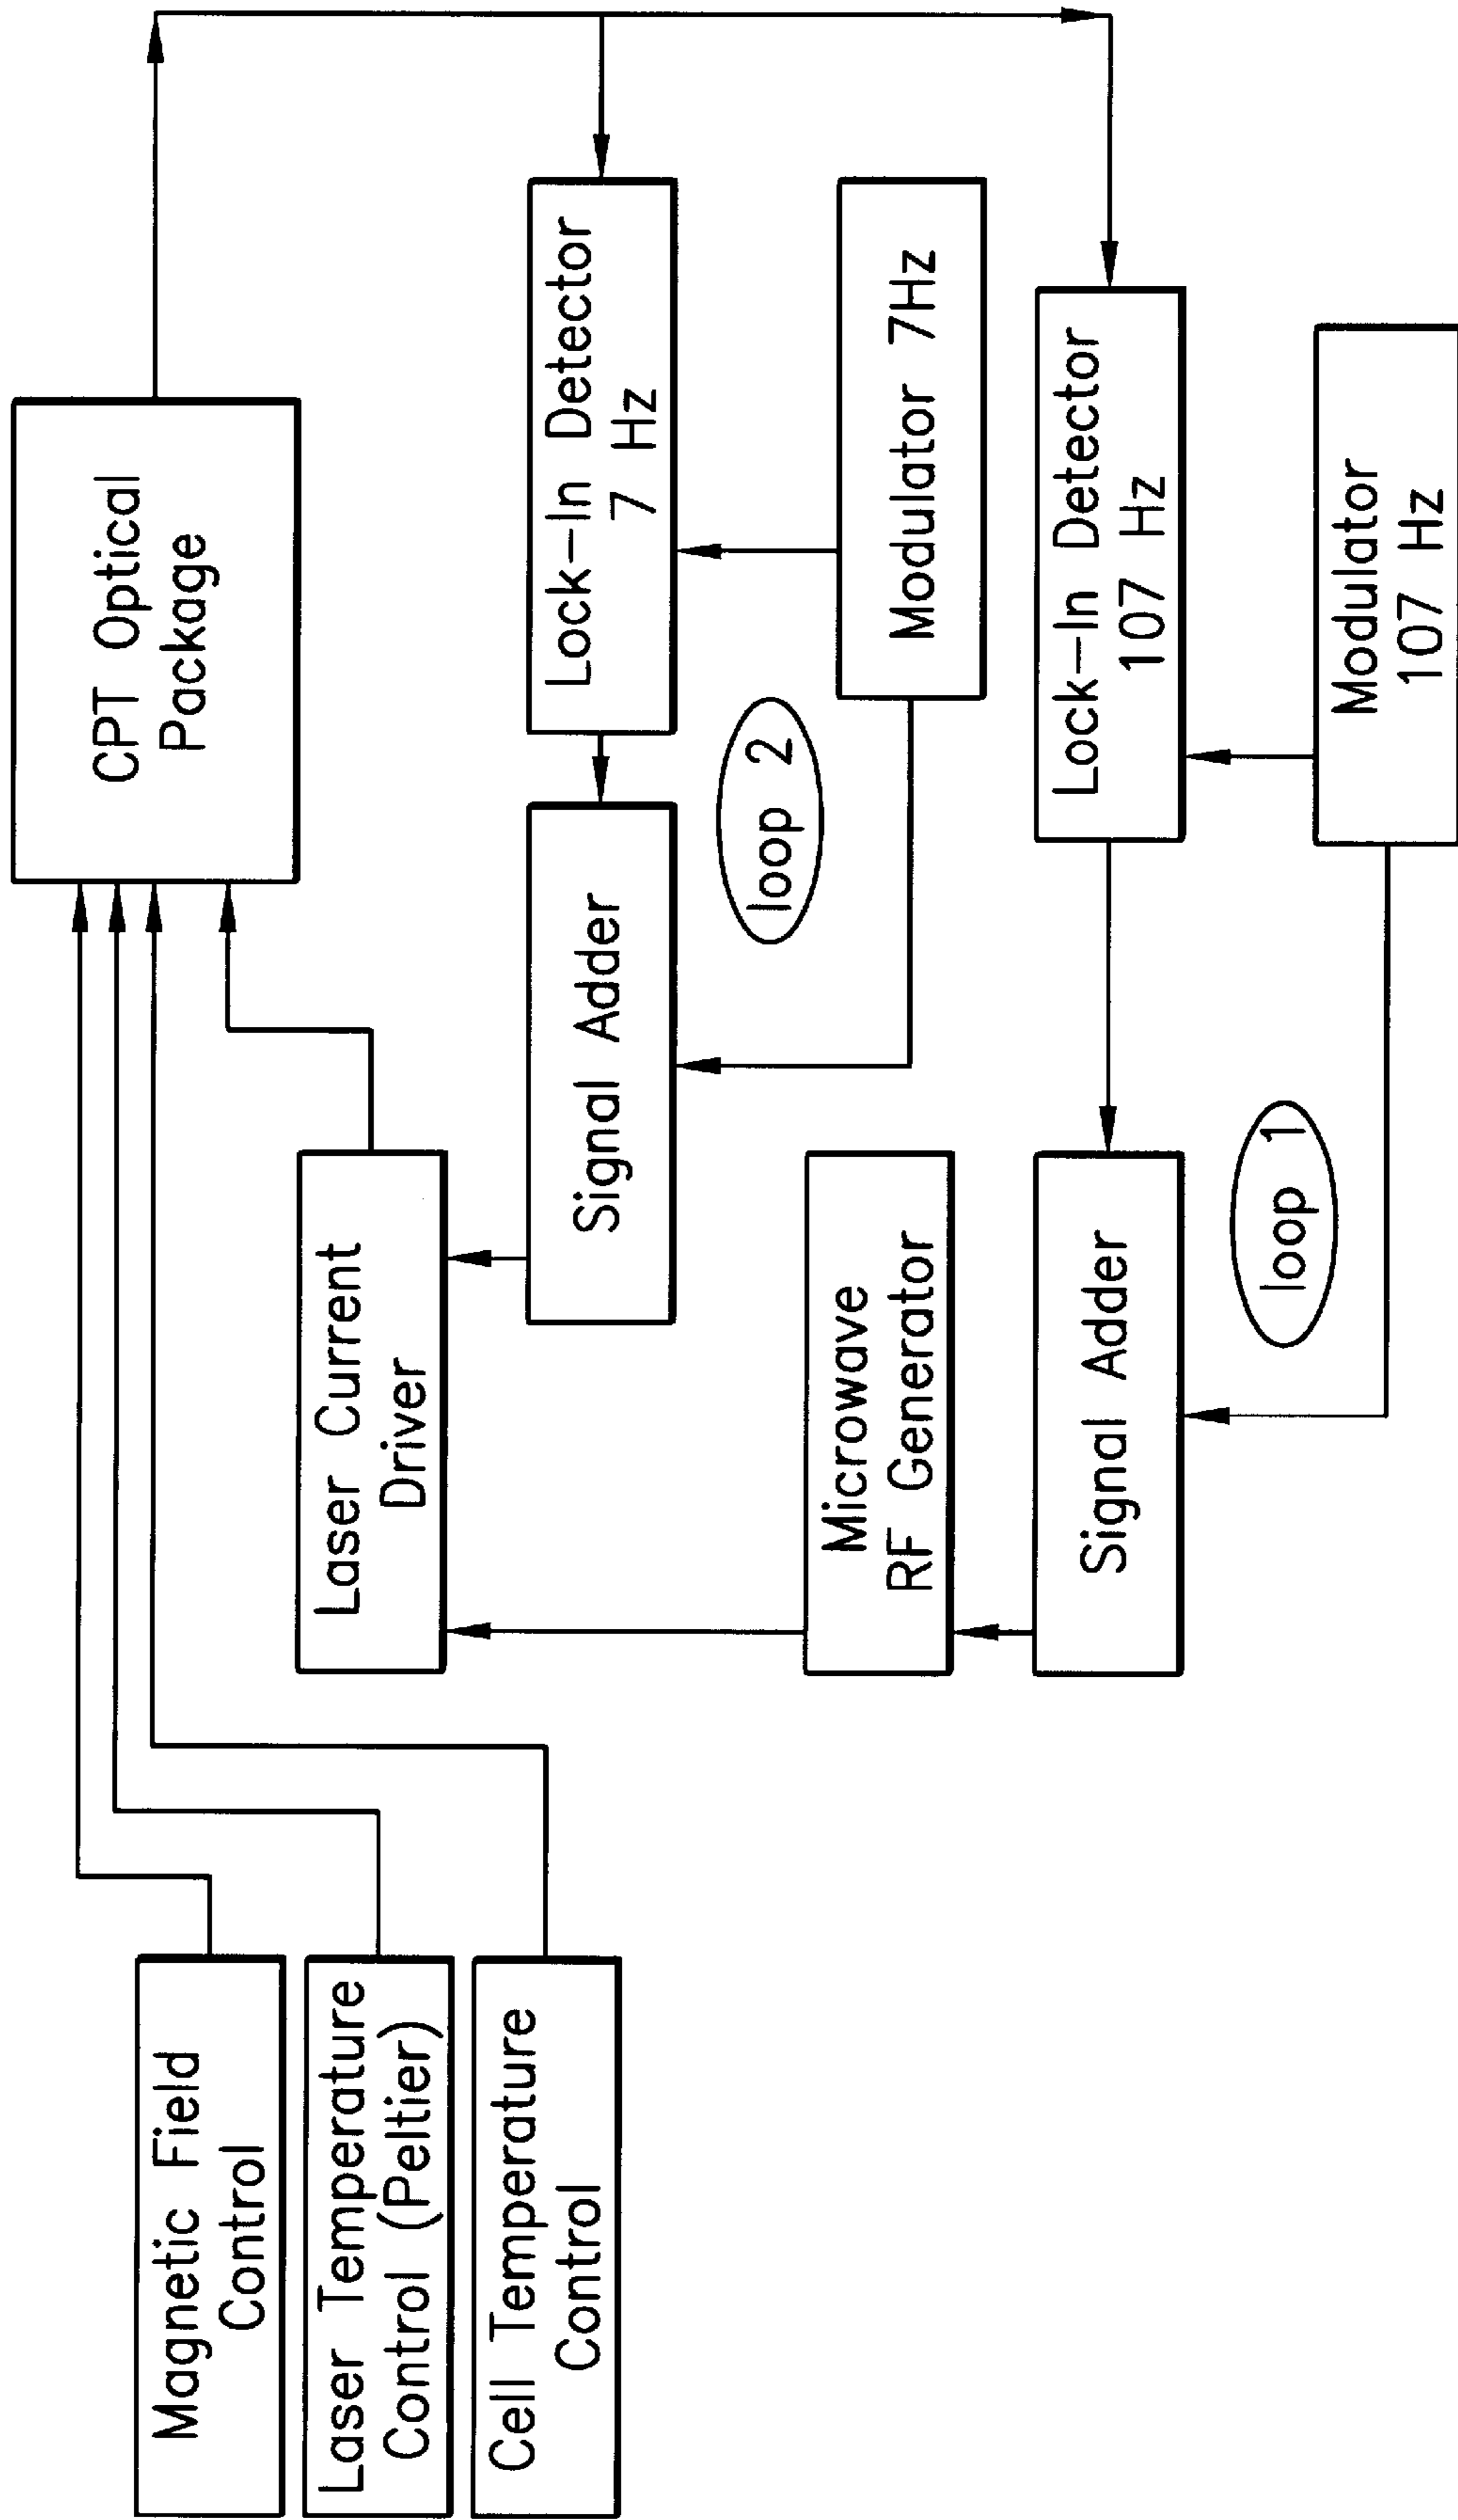 Magnetic Field
Control
Laser Temperature
Control (Peltier)
Cell Temperature
Control
CPT Optical
Package
Laser Current
Driver
Signal Adder
Lock-In Detector
7 Hz
loop 2
Microwave
RF Generator
Modulator 7Hz
Signal Adder
Lock-In Detector
107 Hz
loop 1
Modulator
107 Hz